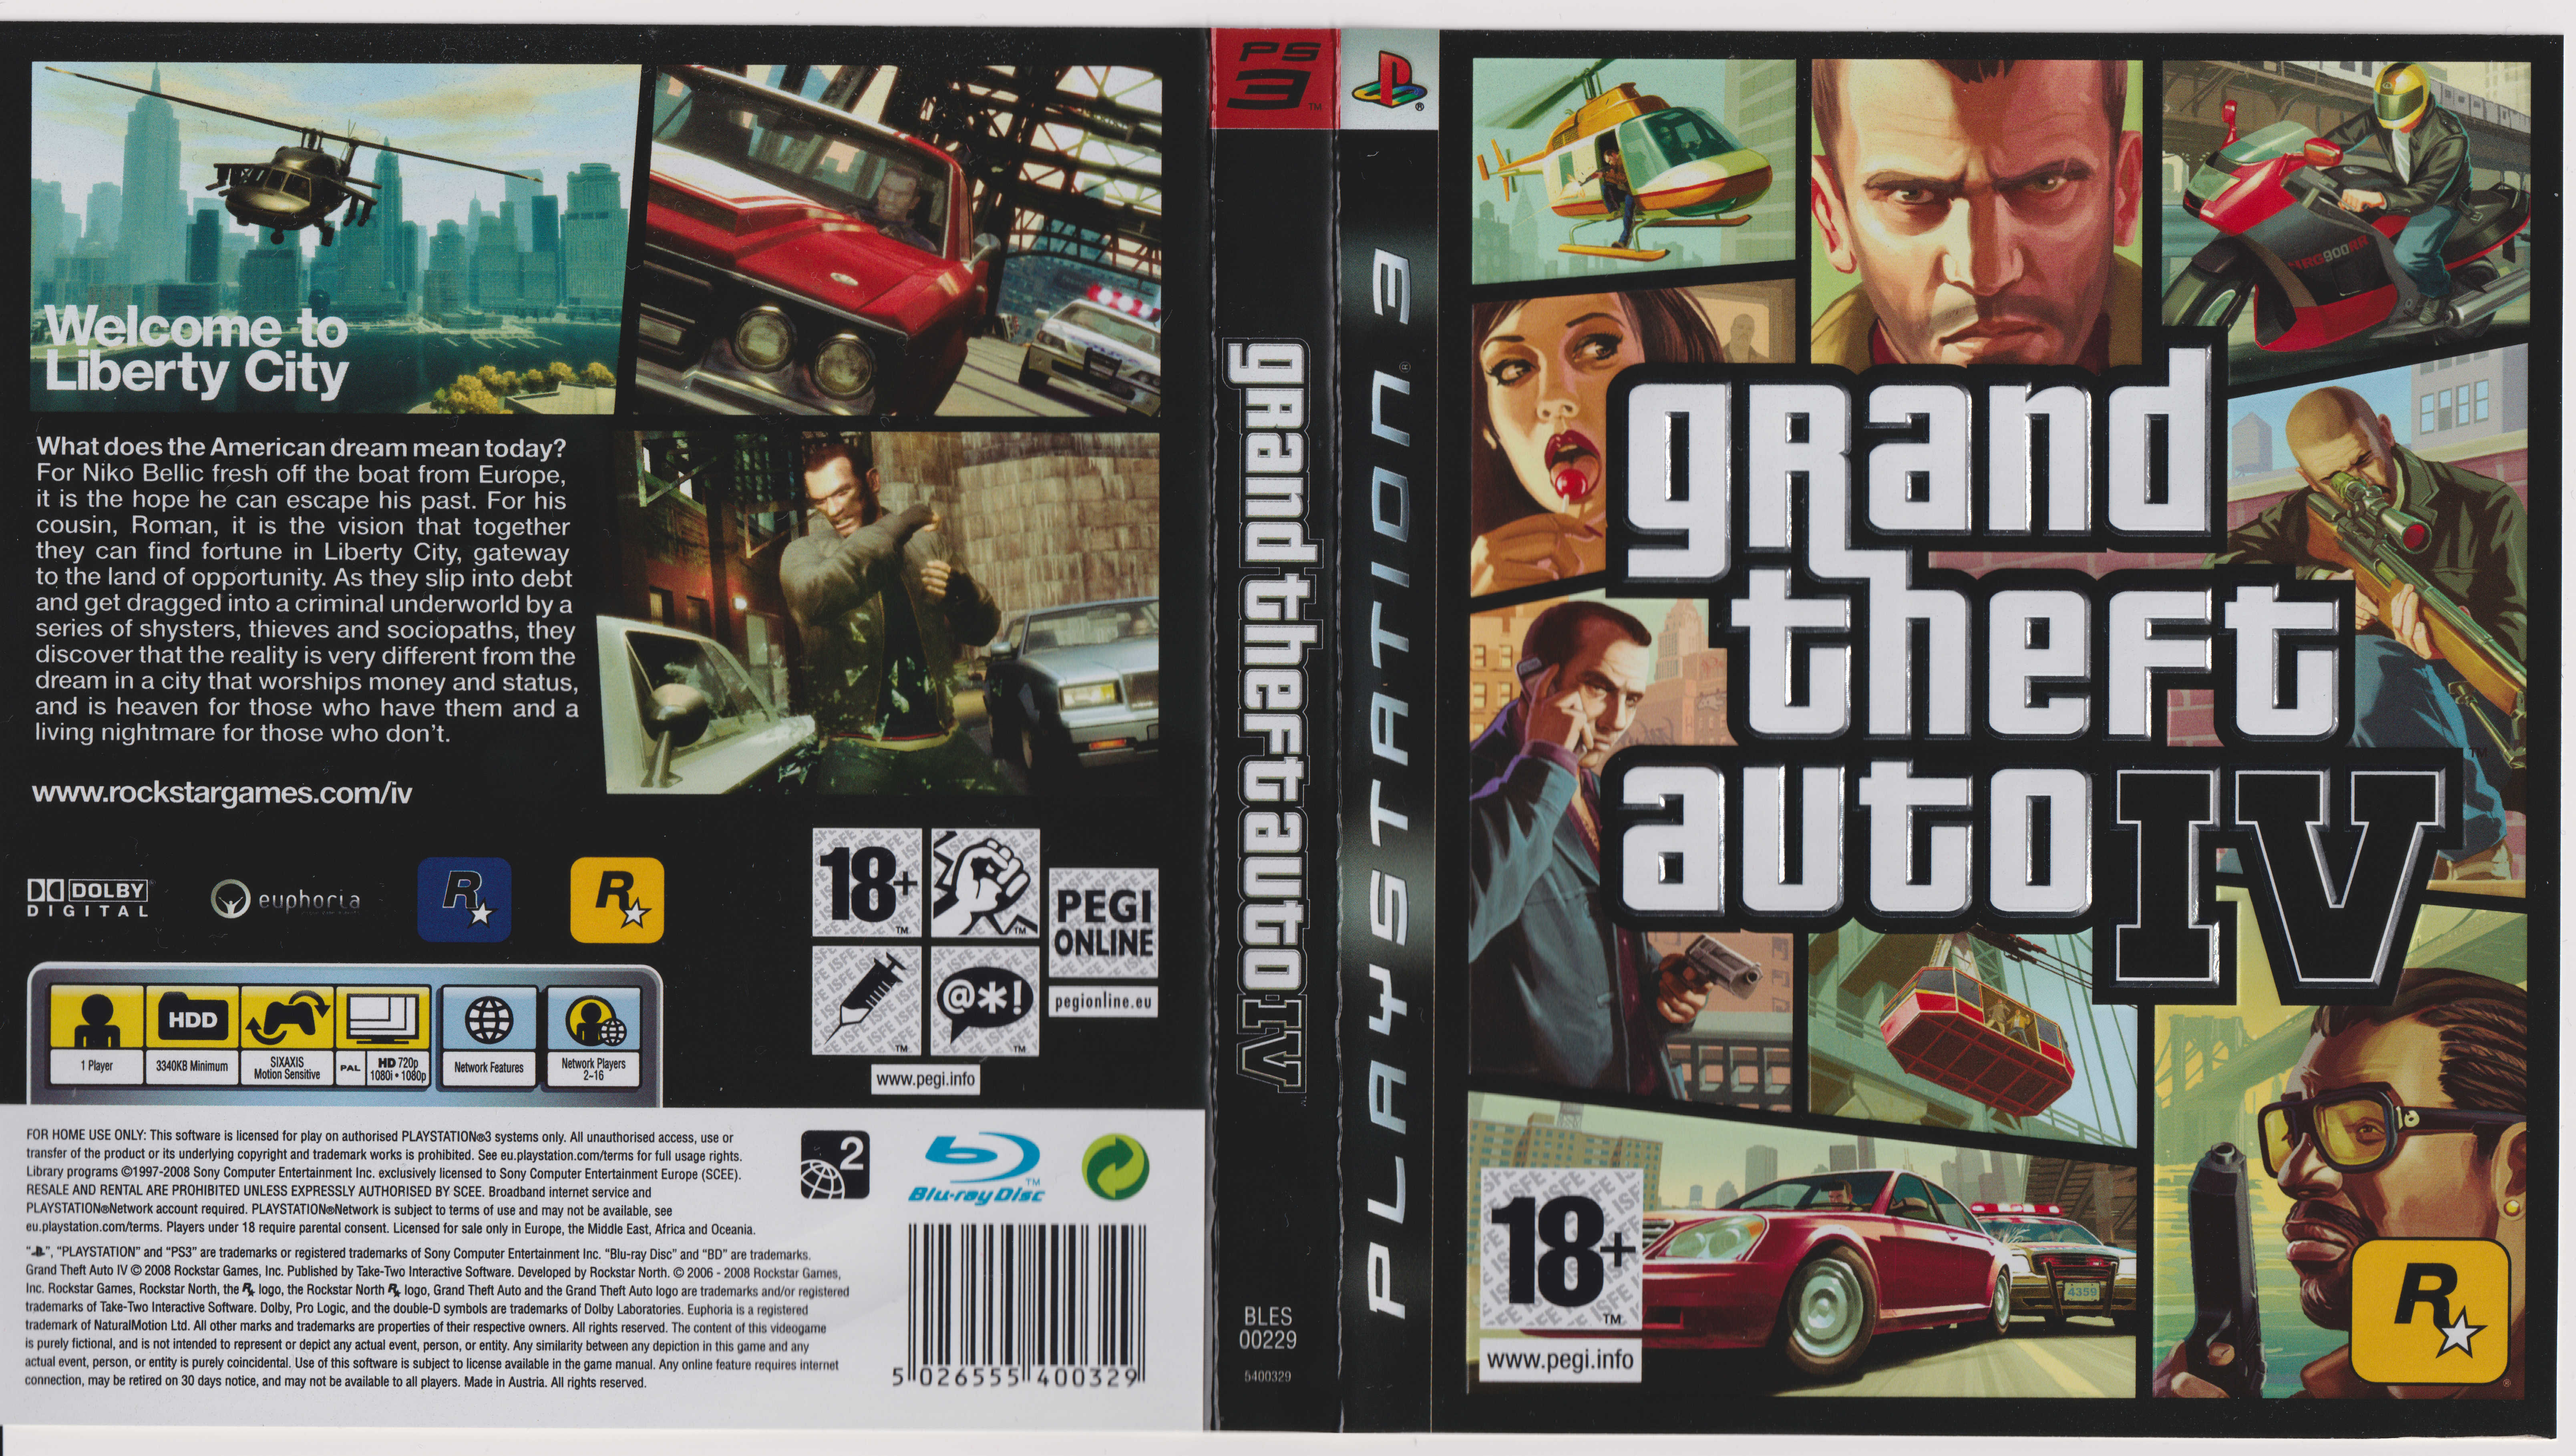 Welcome to
Liberty City
What does the American dream mean today?
For Niko Bellic fresh off the boat from Europe,
it is the hope he can escape his past. For his
cousin, Roman, it is the vision that together
they can find fortune in Liberty City, gateway
to the land of opportunity. As they slip into debt
and get dragged into a criminal underworld by a
series of shysters, thieves and sociopaths, they
discover that the reality is very different from the
dream in a city that worships money and status,
and is heaven for those who have them and a
living nightmare for those who don't.
www.rockstargames.com/iv
DOLBY
DIGITAL
euphoria
R
R
18+
TM
TM
TM
@*!
TM
PEGI
ONLINE
pegionline.eu
www.pegi.info
HDD
1 Player
3340KB Minimum
SIXAXIS
Motion Sensitive
PAL
HD 720p
1080i • 1080p
Network Features
Network Players
2-16
FOR HOME USE ONLY: This software is licensed for play on authorised PLAYSTATION®3 systems only. All unauthorised access, use or
transfer of the product or its underlying copyright and trademark works is prohibited. See eu.playstation.com/terms for full usage rights.
Library programs ©1997-2008 Sony Computer Entertainment Inc. exclusively licensed to Sony Computer Entertainment Europe (SCEE).
RESALE AND RENTAL ARE PROHIBITED UNLESS EXPRESSLY AUTHORISED BY SCEE. Broadband internet service and
PLAYSTATION®Network account required. PLAYSTATION®Network is subject to terms of use and may not be available, see
eu.playstation.com/terms. Players under 18 require parental consent. Licensed for sale only in Europe, the Middle East, Africa and Oceania.
" ", "PLAYSTATION" and "PS3" are trademarks or registered trademarks of Sony Computer Entertainment Inc. "Blu-ray Disc" and "BD" are trademarks.
Grand Theft Auto IV © 2008 Rockstar Games, Inc. Published by Take-Two Interactive Software. Developed by Rockstar North. © 2006 - 2008 Rockstar Games,
Inc. Rockstar Games, Rockstar North, the R logo, the Rockstar North R logo, Grand Theft Auto and the Grand Theft Auto logo are trademarks and/or registered
trademarks of Take-Two Interactive Software. Dolby, Pro Logic, and the double-D symbols are trademarks of Dolby Laboratories. Euphoria is a registered
trademark of NaturalMotion Ltd. All other marks and trademarks are properties of their respective owners. All rights reserved. The content of this videogame
is purely fictional, and is not intended to represent or depict any actual event, person, or entity. Any similarity between any depiction in this game and any
actual event, person, or entity is purely coincidental. Use of this software is subject to license available in the game manual. Any online feature requires internet
connection, may be retired on 30 days notice, and may not be available to all players. Made in Austria. All rights reserved.
2
Blu-ray Disc
TM
5 026555 400329
PS3
TM
grand theft auto IV
BLES
00229
5400329
PLAYSTATION 3
®
grand
theft
auto IV
TM
RG900RR
4359
18+
TM
www.pegi.info
R
®